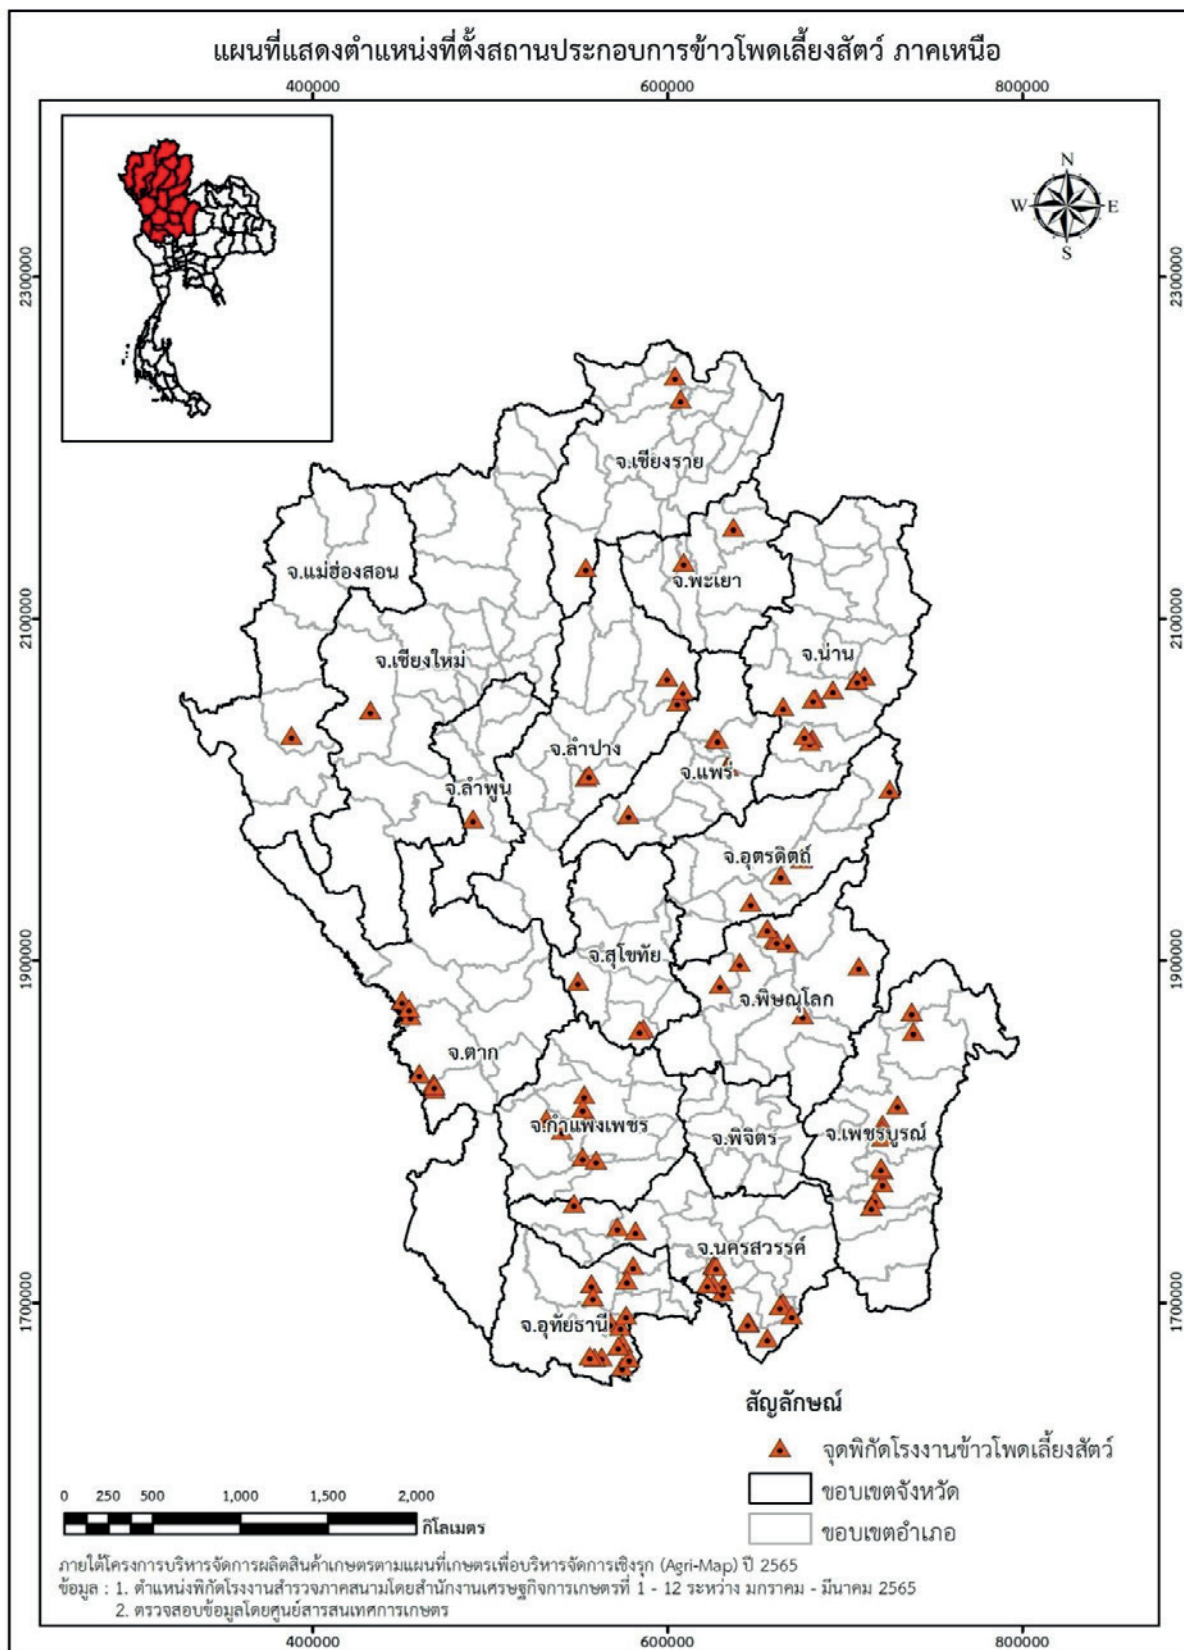 แผนที่แสดงตำแหน่งที่ตั้งสถานประกอบการข้าวโพดเลี้ยงสัตว์ ภาคเหนือ
400000 600000 800000
N
W E
S
2300000 2300000
จ.เชียงราย
จ.แม่ฮ่องสอน
จ.พะเยา
2100000 2100000
จ.น่าน
จ.เชียงใหม่
จ.ลำปาง
จ.แพร่
จ.ลำพูน
จ.อุตรดิตถ์
1900000 1900000
จ.สุโขทัย
จ.พิษณุโลก
จ.ตาก
จ.กำแพงเพชร
จ.พิจิตร
จ.เพชรบูรณ์
จ.นครสวรรค์
1700000 1700000
จ.อุทัยธานี
สัญลักษณ์
จุดพิกัดโรงงานข้าวโพดเลี้ยงสัตว์
ขอบเขตจังหวัด
ขอบเขตอำเภอ
0 250 500 1,000 1,500 2,000
กิโลเมตร
ภายใต้โครงการบริหารจัดการผลิตสินค้าเกษตรตามแผนที่เกษตรเพื่อบริหารจัดการเชิงรุก (Agri-Map) ปี 2565
ข้อมูล : 1. ตำแหน่งพิกัดโรงงานสำรวจภาคสนามโดยสำนักงานเศรษฐกิจการเกษตรที่ 1 - 12 ระหว่าง มกราคม - มีนาคม 2565
2. ตรวจสอบข้อมูลโดยศูนย์สารสนเทศการเกษตร
400000 600000 800000